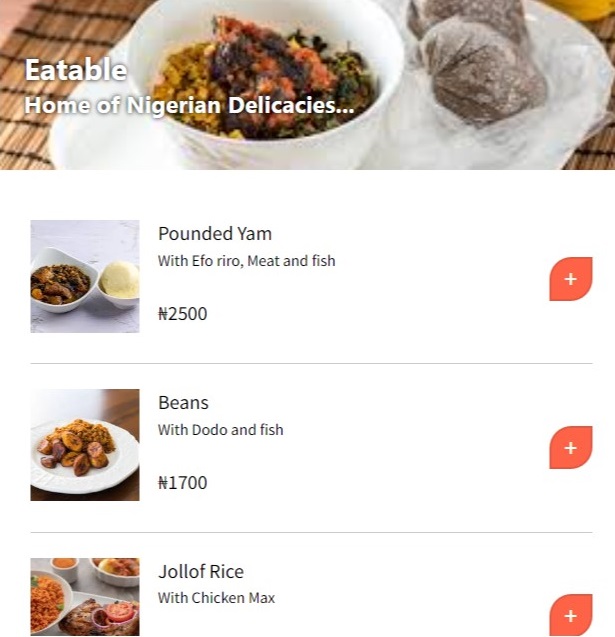 Eatable
Home of Nigerian Delicacies...
Pounded Yam
With Efo riro, Meat and fish
₦2500
+
Beans
With Dodo and fish
₦1700
+
Jollof Rice
With Chicken Max
+